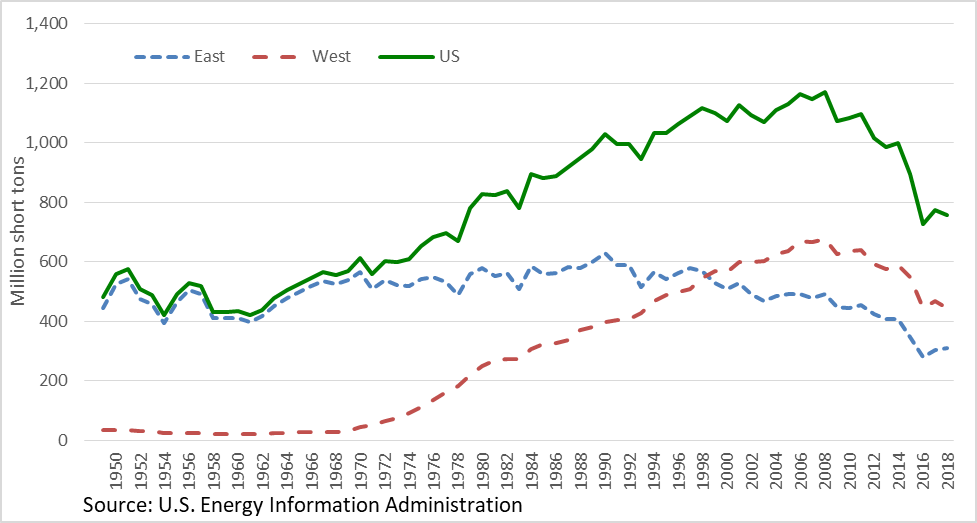 1,400
East West US
1,200
1,000
800
600
400
200
0
Million short tons
1950 1952 1954 1956 1958 1960 1962 1964 1966 1968 1970 1972 1974 1976 1978 1980 1982 1984 1986 1988 1990 1992 1994 1996 1998 2000 2002 2004 2006 2008 2010 2012 2014 2016 2018
Source: U.S. Energy Information Administration